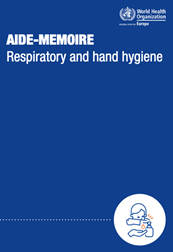 World Health
Organization
Europe
AIDE-MEMOIRE
Respiratory and hand hygiene